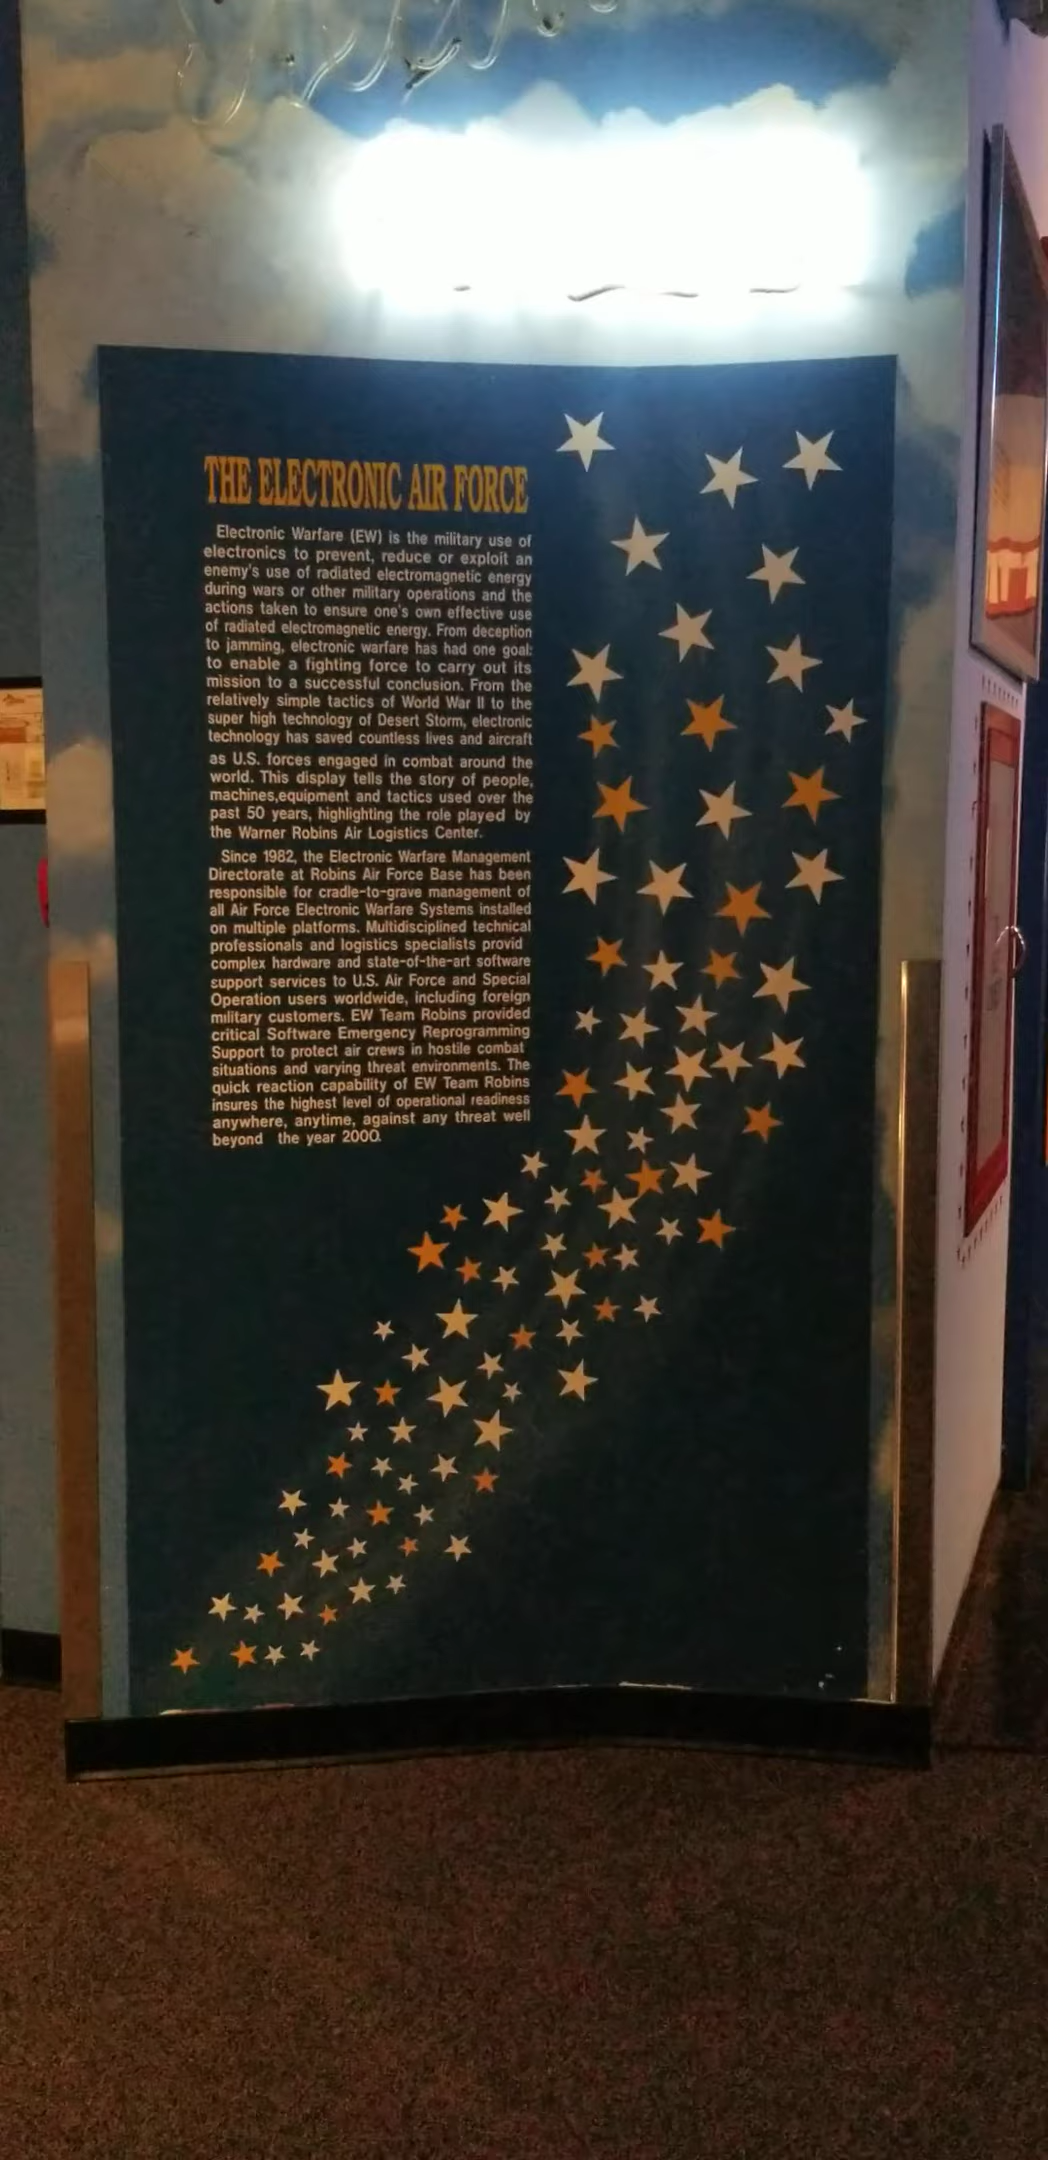 THE ELECTRONIC AIR FORCE
Electronic Warfare (EW) is the military use of
electronics to prevent, reduce or exploit an
enemy's use of radiated electromagnetic energy
during wars or other military operations and the
actions taken to ensure one's own effective use
of radiated electromagnetic energy. From deception
to jamming, electronic warfare has had one goal:
to enable a fighting force to carry out its
mission to a successful conclusion. From the
relatively simple tactics of World War II to the
super high technology of Desert Storm, electronic
technology has saved countless lives and aircraft
as U.S. forces engaged in combat around the
world. This display tells the story of people,
machines,equipment and tactics used over the
past 50 years, highlighting the role played by
the Warner Robins Air Logistics Center.
Since 1982, the Electronic Warfare Management
Directorate at Robins Air Force Base has been
responsible for cradle-to-grave management of
all Air Force Electronic Warfare Systems installed
on multiple platforms. Multidisciplined technical
professionals and logistics specialists provid
complex hardware and state-of-the-art software
support services to U.S. Air Force and Special
Operation users worldwide, including foreign
military customers. EW Team Robins provided
critical Software Emergency Reprogramming
Support to protect air crews in hostile combat
situations and varying threat environments. The
quick reaction capability of EW Team Robins
insures the highest level of operational readiness
anywhere, anytime, against any threat well
beyond the year 2000.